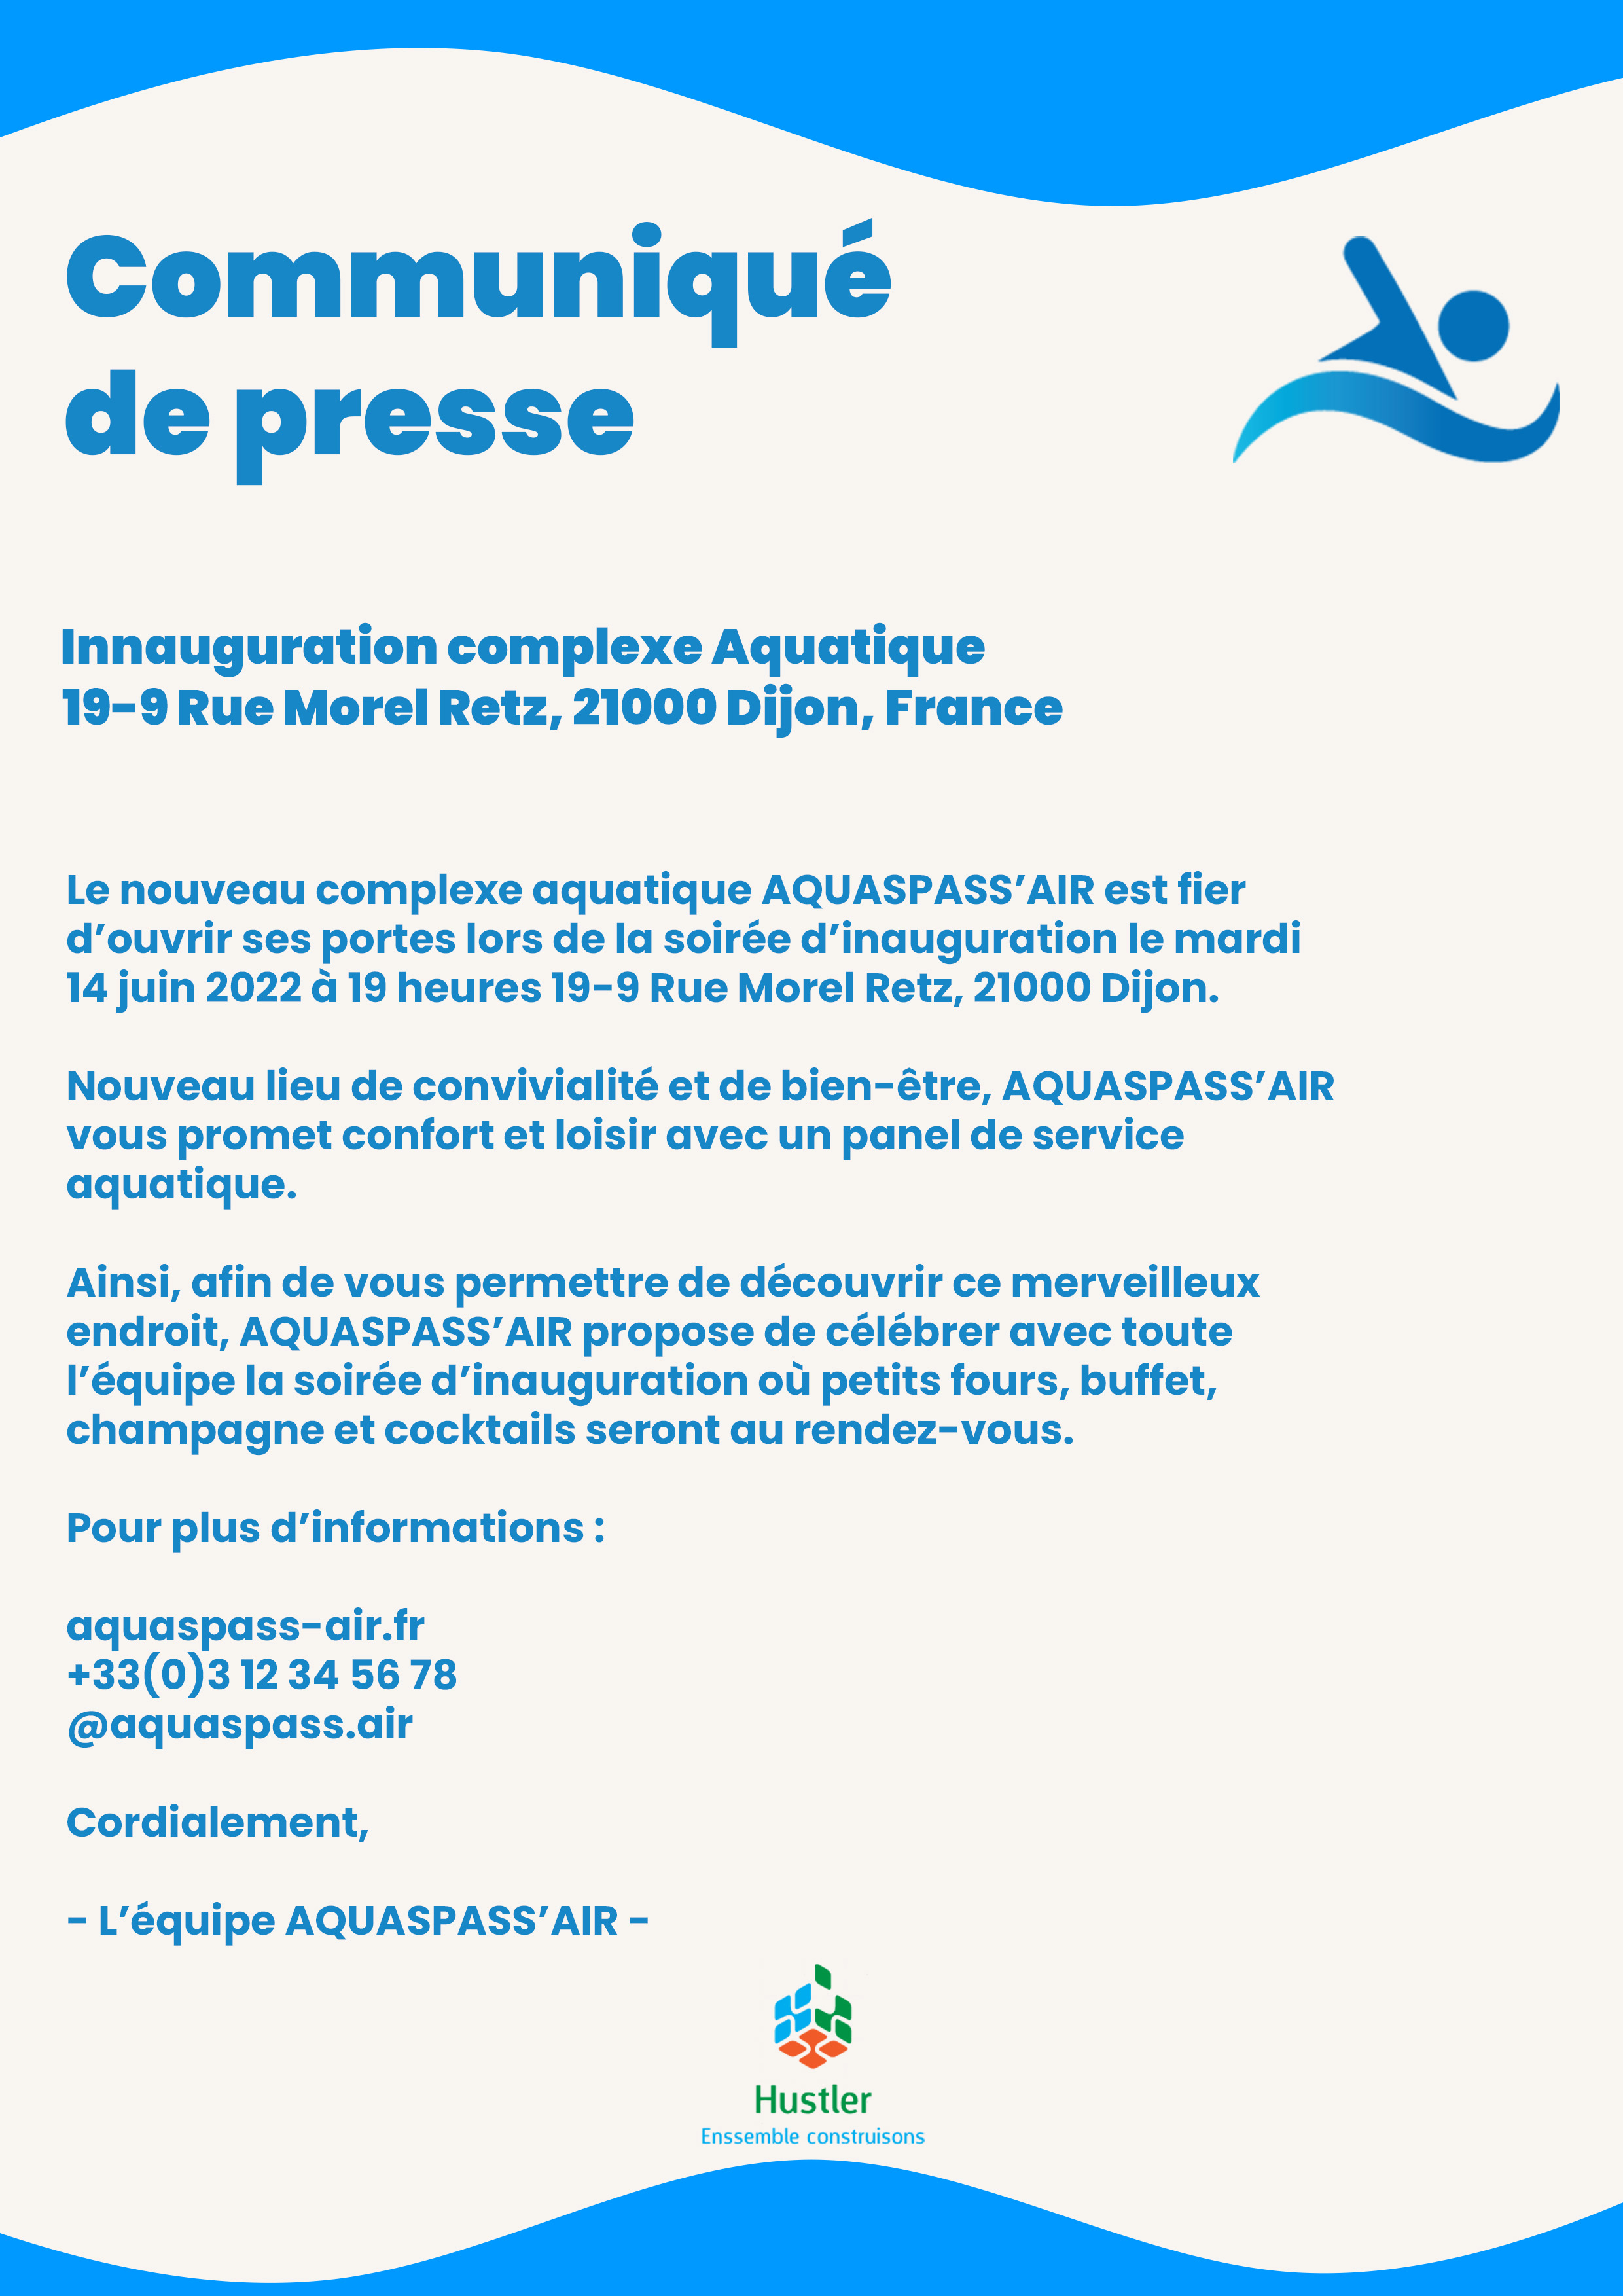 Communiqué
de presse
Innauguration complexe Aquatique
19-9 Rue Morel Retz, 21000 Dijon, France
Le nouveau complexe aquatique AQUASPASS’AIR est fier
d’ouvrir ses portes lors de la soirée d’inauguration le mardi
14 juin 2022 à 19 heures 19-9 Rue Morel Retz, 21000 Dijon.
Nouveau lieu de convivialité et de bien-être, AQUASPASS’AIR
vous promet confort et loisir avec un panel de service
aquatique.
Ainsi, afin de vous permettre de découvrir ce merveilleux
endroit, AQUASPASS’AIR propose de célébrer avec toute
l’équipe la soirée d’inauguration où petits fours, buffet,
champagne et cocktails seront au rendez-vous.
Pour plus d’informations :
aquaspass-air.fr
+33(0)3 12 34 56 78
@aquaspass.air
Cordialement,
- L’équipe AQUASPASS’AIR -
Hustler
Enssemble construisons